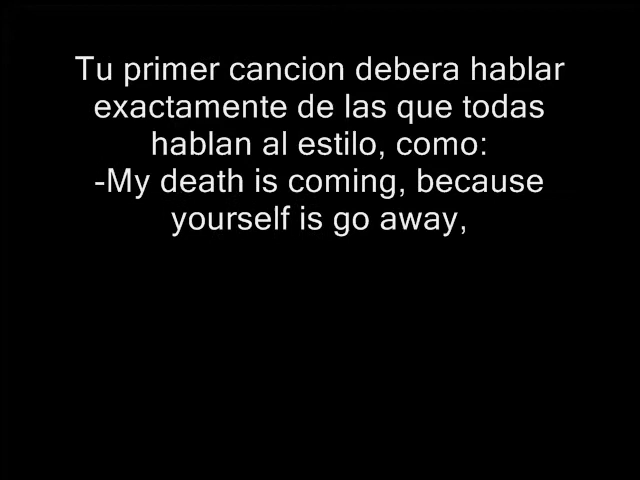 Tu primer cancion debera hablar
exactamente de las que todas
hablan al estilo, como:
-My death is coming, because
yourself is go away,